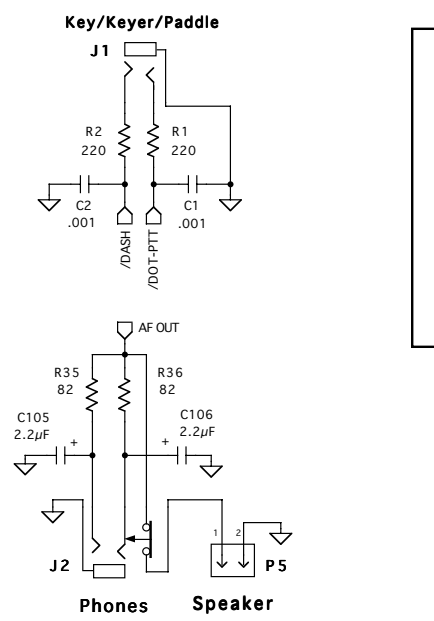 Key/Keyer/Paddle
J1
R2
220
R1
220
C2
.001
C1
.001
/DASH
/DOT-PTT
AF OUT
R35
82
R36
82
C105
2.2µF
+
C106
2.2µF
+
1
2
J2
P5
Phones
Speaker